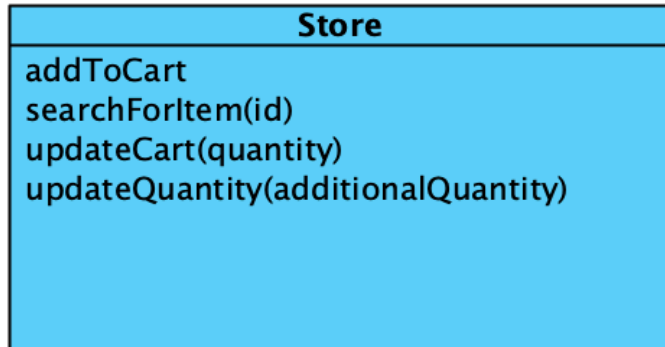 Store
addToCart
searchForItem(id)
updateCart(quantity)
updateQuantity(additionalQuantity)